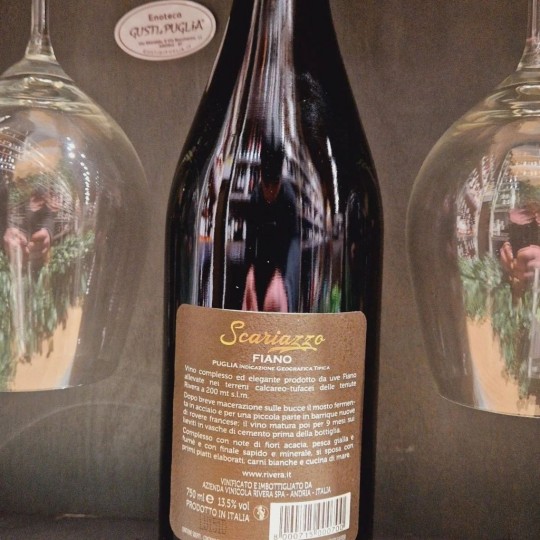 Enoteca
GUSTI di PUGLIA'
Scariazzo
FIANO
PUGLIA INDICAZIONE GEOGRAFICA TIPICA
Vino complesso ed elegante prodotto da uve Fiano
allevate nei terreni calcareo-tufacei delle tenute
Rivera a 200 mt s.l.m.
Dopo breve macerazione sulle bucce il mosto fermen-
ta in acciaio e per una piccola parte in barrique nuove
di rovere francese; il vino matura poi per 9 mesi sui
lieviti in vasche di cemento prima della bottiglia.
Complesso con note di fiori acacia, pesca gialla e
fumé e con finale sapido e minerale, si sposa con
primi piatti elaborati, carni bianche e cucina di mare.
www.rivera.it
VINIFICATO E IMBOTTIGLIATO DA
AZIENDA VINICOLA RIVERA SPA - ANDRIA - ITALIA
750 ml e 13,5% vol
PRODOTTO IN ITALIA